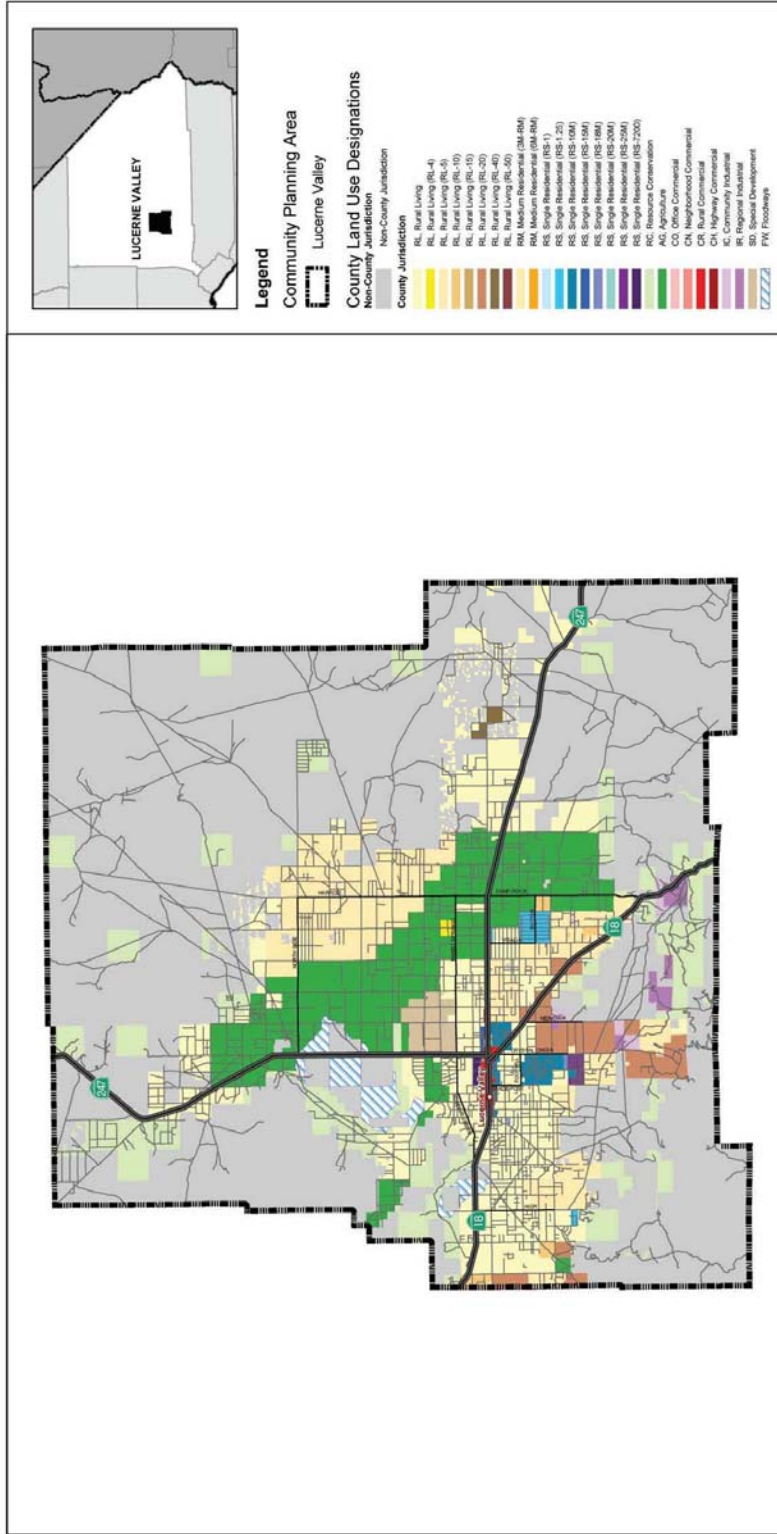 LUCERNE VALLEY
Legend
Community Planning Area
Lucerne Valley
County Land Use Designations
Non-County Jurisdiction
Non-County Jurisdiction
County Jurisdiction
RL, Rural Living
RL, Rural Living (RL-4)
RL, Rural Living (RL-5)
RL, Rural Living (RL-10)
RL, Rural Living (RL-15)
RL, Rural Living (RL-20)
RL, Rural Living (RL-40)
RL, Rural Living (RL-50)
RM, Medium Residential (3M-RM)
RM, Medium Residential (6M-RM)
RS, Single Residential (RS-1)
RS, Single Residential (RS-1.25)
RS, Single Residential (RS-10M)
RS, Single Residential (RS-15M)
RS, Single Residential (RS-18M)
RS, Single Residential (RS-20M)
RS, Single Residential (RS-25M)
RS, Single Residential (RS-720D)
RC, Resource Conservation
AG, Agriculture
CO, Office Commercial
CN, Neighborhood Commercial
CR, Rural Commercial
CH, Highway Commercial
IC, Community Industrial
IR, Regional Industrial
SD, Special Development
FW, Floodways
247
247
18
18
Lucerne Valley